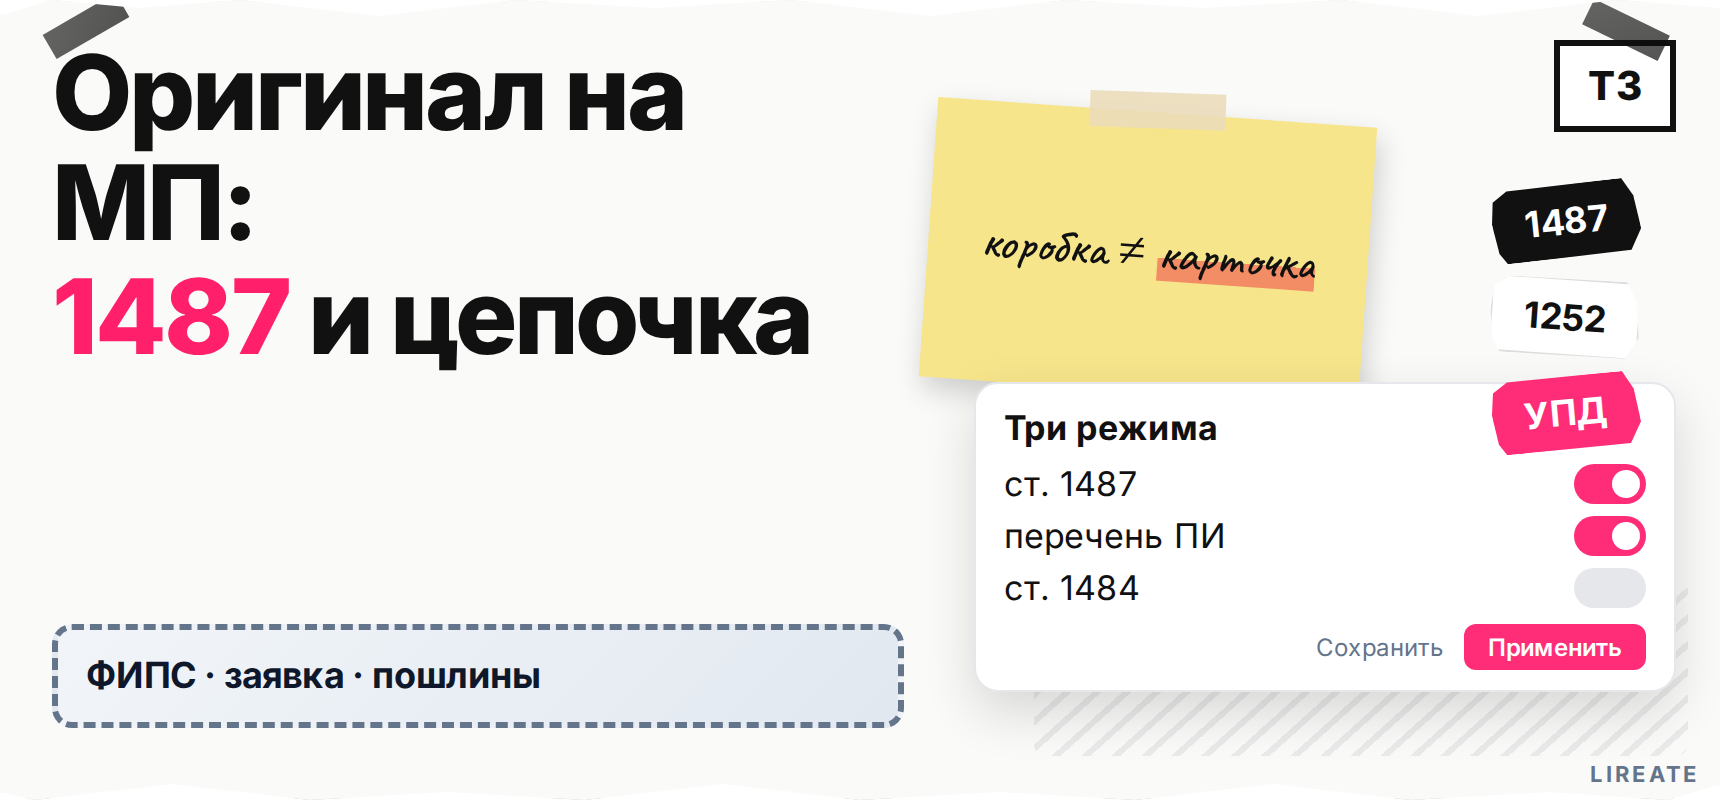 Оригинал на
МП:
1487 и цепочка
ТЗ
коробка ≠ карточка
1487
1252
УПД
Три режима
ст. 1487
перечень ПИ
ст. 1484
Сохранить
Применить
ФИПС · заявка · пошлины
LIREATE